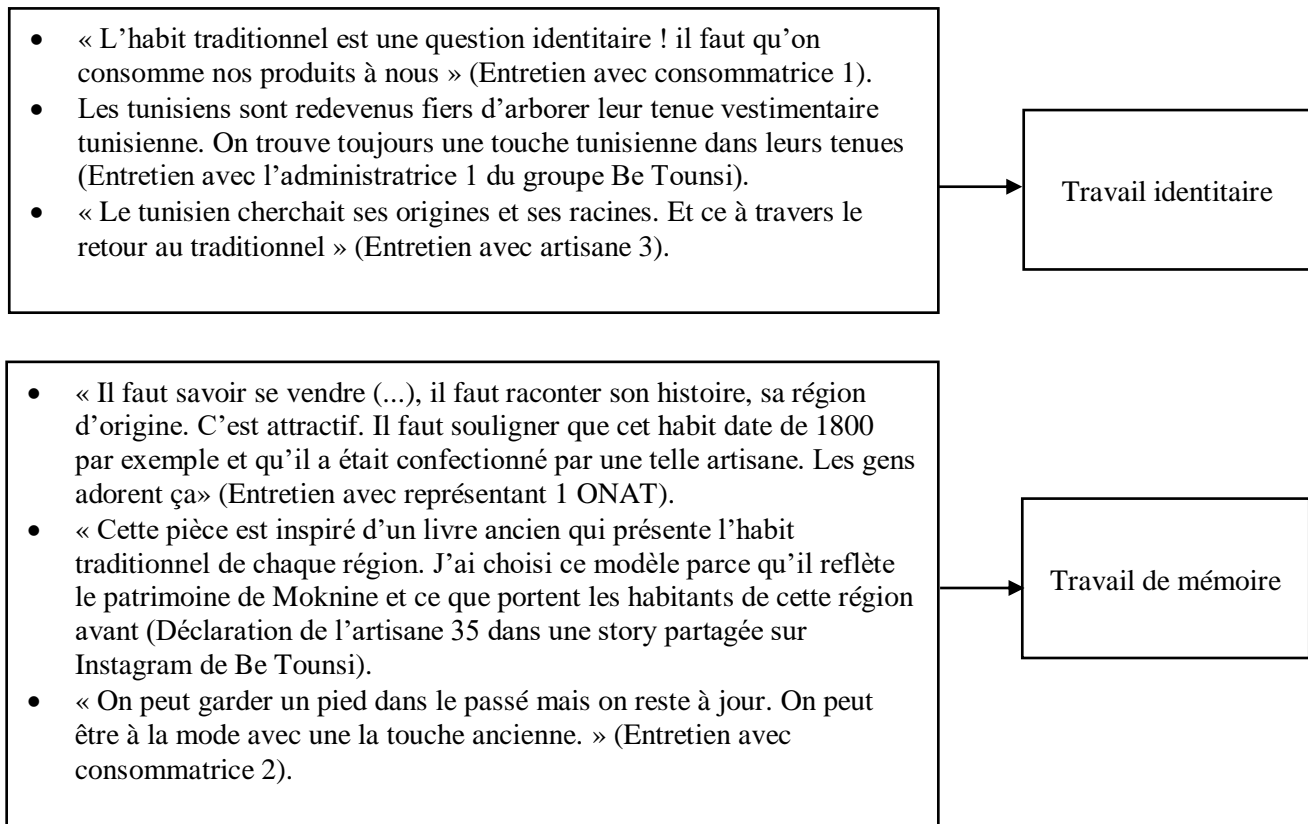 • « L’habit traditionnel est une question identitaire ! il faut qu’on
consomme nos produits à nous » (Entretien avec consommatrice 1).
• Les tunisiens sont redevenus fiers d’arborer leur tenue vestimentaire
tunisienne. On trouve toujours une touche tunisienne dans leurs tenues
(Entretien avec l’administratrice 1 du groupe Be Tounsi).
• « Le tunisien cherchait ses origines et ses racines. Et ce à travers le
retour au traditionnel » (Entretien avec artisane 3).
Travail identitaire
• « Il faut savoir se vendre (...), il faut raconter son histoire, sa région
d’origine. C’est attractif. Il faut souligner que cet habit date de 1800
par exemple et qu’il a était confectionné par une telle artisane. Les gens
adorent ça» (Entretien avec représentant 1 ONAT).
• « Cette pièce est inspiré d’un livre ancien qui présente l’habit
traditionnel de chaque région. J’ai choisi ce modèle parce qu’il reflète
le patrimoine de Moknine et ce que portent les habitants de cette région
avant (Déclaration de l’artisane 35 dans une story partagée sur
Instagram de Be Tounsi).
• « On peut garder un pied dans le passé mais on reste à jour. On peut
être à la mode avec une la touche ancienne. » (Entretien avec
consommatrice 2).
Travail de mémoire